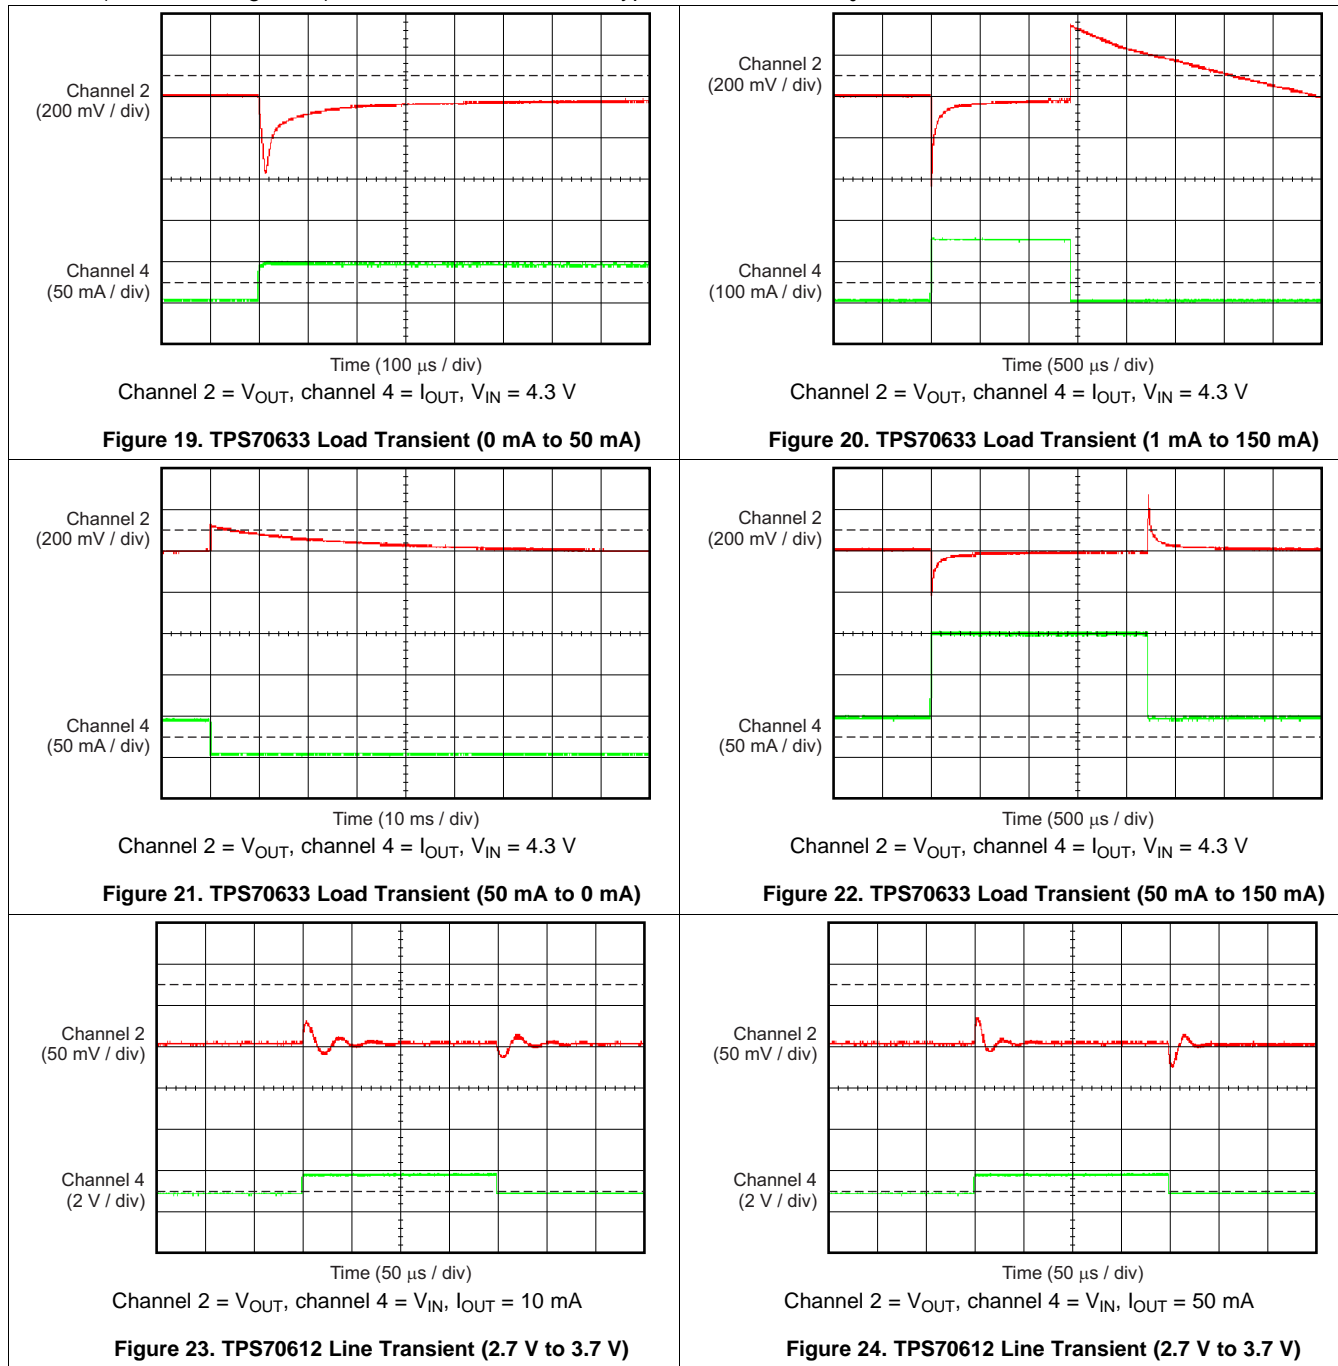 Channel 2
(200 mV / div)
Channel 4
(50 mA / div)
Time (100 μs / div)
Channel 2 = VOUT, channel 4 = IOUT, VIN = 4.3 V
Figure 19. TPS70633 Load Transient (0 mA to 50 mA)
Channel 2
(200 mV / div)
Channel 4
(100 mA / div)
Time (500 μs / div)
Channel 2 = VOUT, channel 4 = IOUT, VIN = 4.3 V
Figure 20. TPS70633 Load Transient (1 mA to 150 mA)
Channel 2
(200 mV / div)
Channel 4
(50 mA / div)
Time (10 ms / div)
Channel 2 = VOUT, channel 4 = IOUT, VIN = 4.3 V
Figure 21. TPS70633 Load Transient (50 mA to 0 mA)
Channel 2
(200 mV / div)
Channel 4
(50 mA / div)
Time (500 μs / div)
Channel 2 = VOUT, channel 4 = IOUT, VIN = 4.3 V
Figure 22. TPS70633 Load Transient (50 mA to 150 mA)
Channel 2
(50 mV / div)
Channel 4
(2 V / div)
Time (50 μs / div)
Channel 2 = VOUT, channel 4 = VIN, IOUT = 10 mA
Figure 23. TPS70612 Line Transient (2.7 V to 3.7 V)
Channel 2
(50 mV / div)
Channel 4
(2 V / div)
Time (50 μs / div)
Channel 2 = VOUT, channel 4 = VIN, IOUT = 50 mA
Figure 24. TPS70612 Line Transient (2.7 V to 3.7 V)